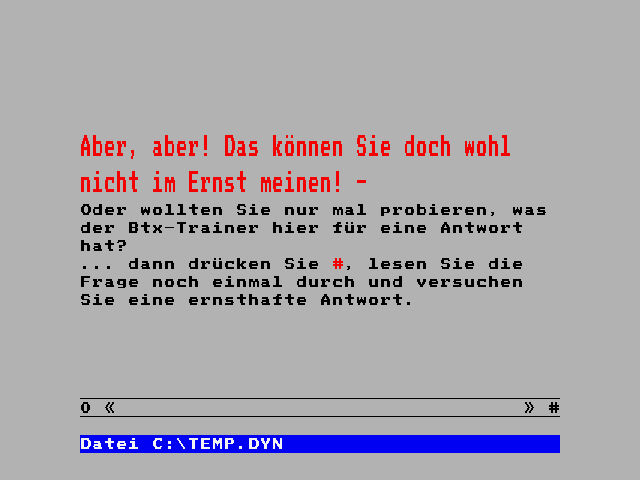 Aber, aber! Das können Sie doch wohl
nicht im Ernst meinen! -
Oder wollten Sie nur mal probieren, was
der Btx-Trainer hier für eine Antwort
hat?
... dann drücken Sie #, lesen Sie die
Frage noch einmal durch und versuchen
Sie eine ernsthafte Antwort.
0 « » #
Datei C:\TEMP.DYN